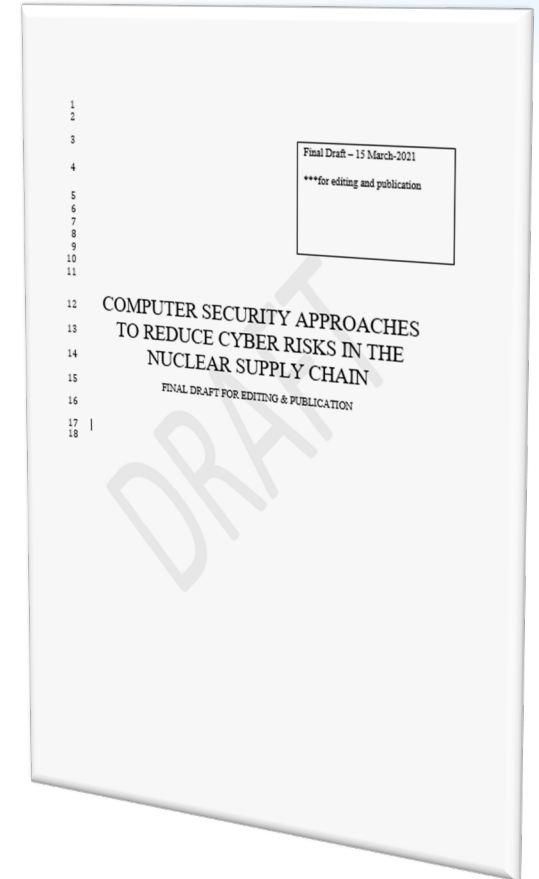 1
2
3
Final Draft – 15 March-2021
4
***for editing and publication
5
6
7
8
9
10
11
12 COMPUTER SECURITY APPROACHES
13 TO REDUCE CYBER RISKS IN THE
14 NUCLEAR SUPPLY CHAIN
15
FINAL DRAFT FOR EDITING & PUBLICATION
16
17
18
DRAFT